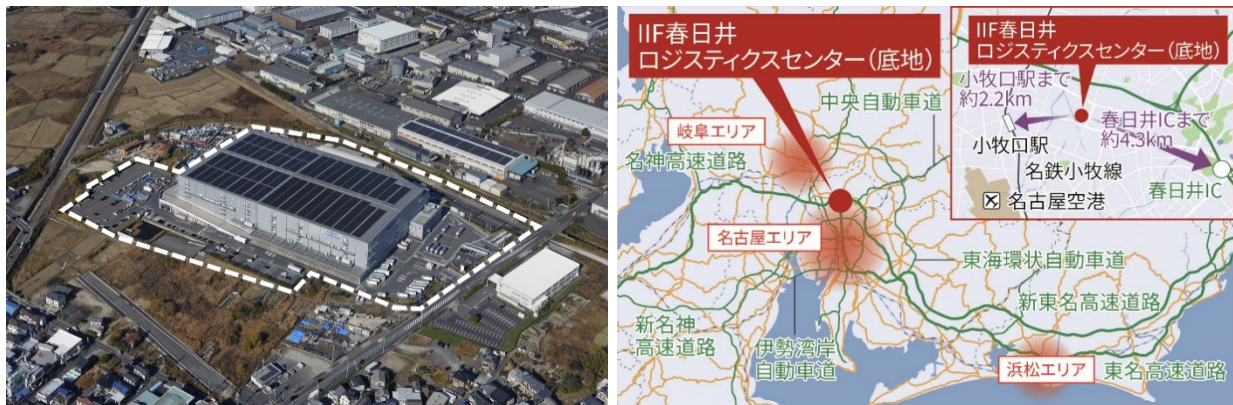 IIF春日井
ロジスティクスセンター(底地)
中央自動車道
岐阜エリア
名神高速道路
名古屋エリア
東海環状自動車道
新東名高速道路
新名神
高速道路
伊勢湾岸
自動車道
浜松エリア
東名高速道路
IIF春日井
ロジスティクスセンター(底地)
小牧口駅まで
約2.2km
春日井ICまで
約4.3km
小牧口駅
名鉄小牧線
春日井IC
名古屋空港